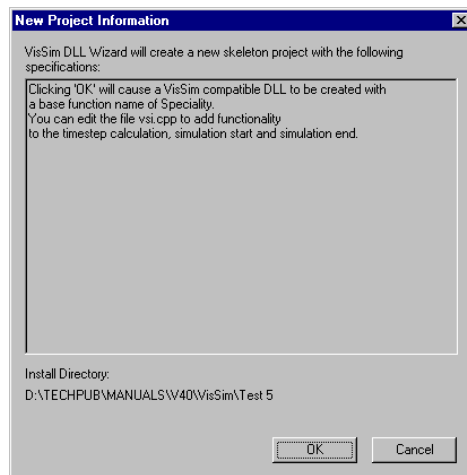 New Project Information
VisSim DLL Wizard will create a new skeleton project with the following
specifications:
Clicking 'OK' will cause a VisSim compatible DLL to be created with
a base function name of Speciality.
You can edit the file vsi.cpp to add functionality
to the timestep calculation, simulation start and simulation end.
Install Directory:
D:\TECHPUB\MANUALS\V40\VisSim\Test 5
OK
Cancel